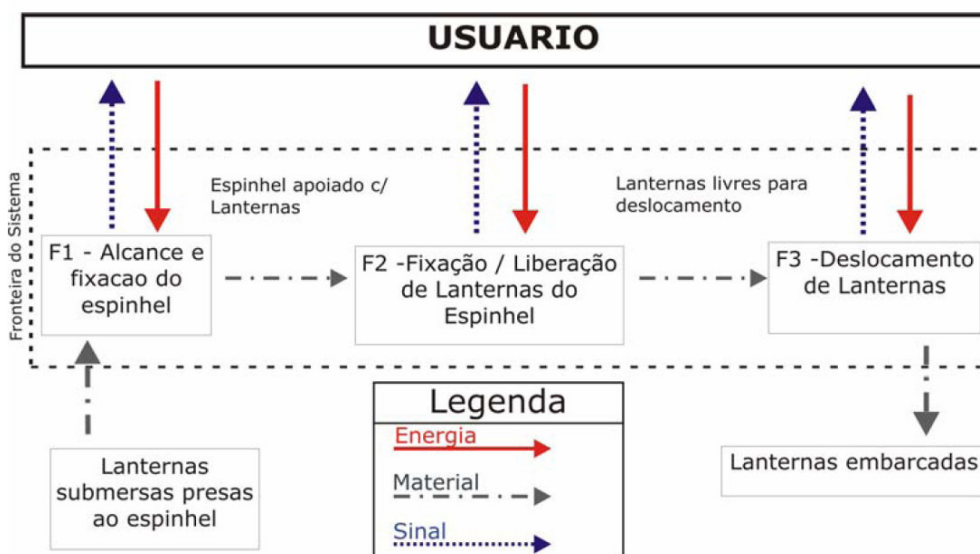 USUARIO
Fronteira do Sistema
Espinhel apoiado c/
Lanternas
Lanternas livres para
deslocamento
F1 - Alcance e
fixacao do
espinhel
F2 -Fixação / Liberação
de Lanternas do
Espinhel
F3 -Deslocamento
de Lanternas
Lanternas
submersas presas
ao espinhel
Legenda
Energia
Material
Sinal
Lanternas embarcadas